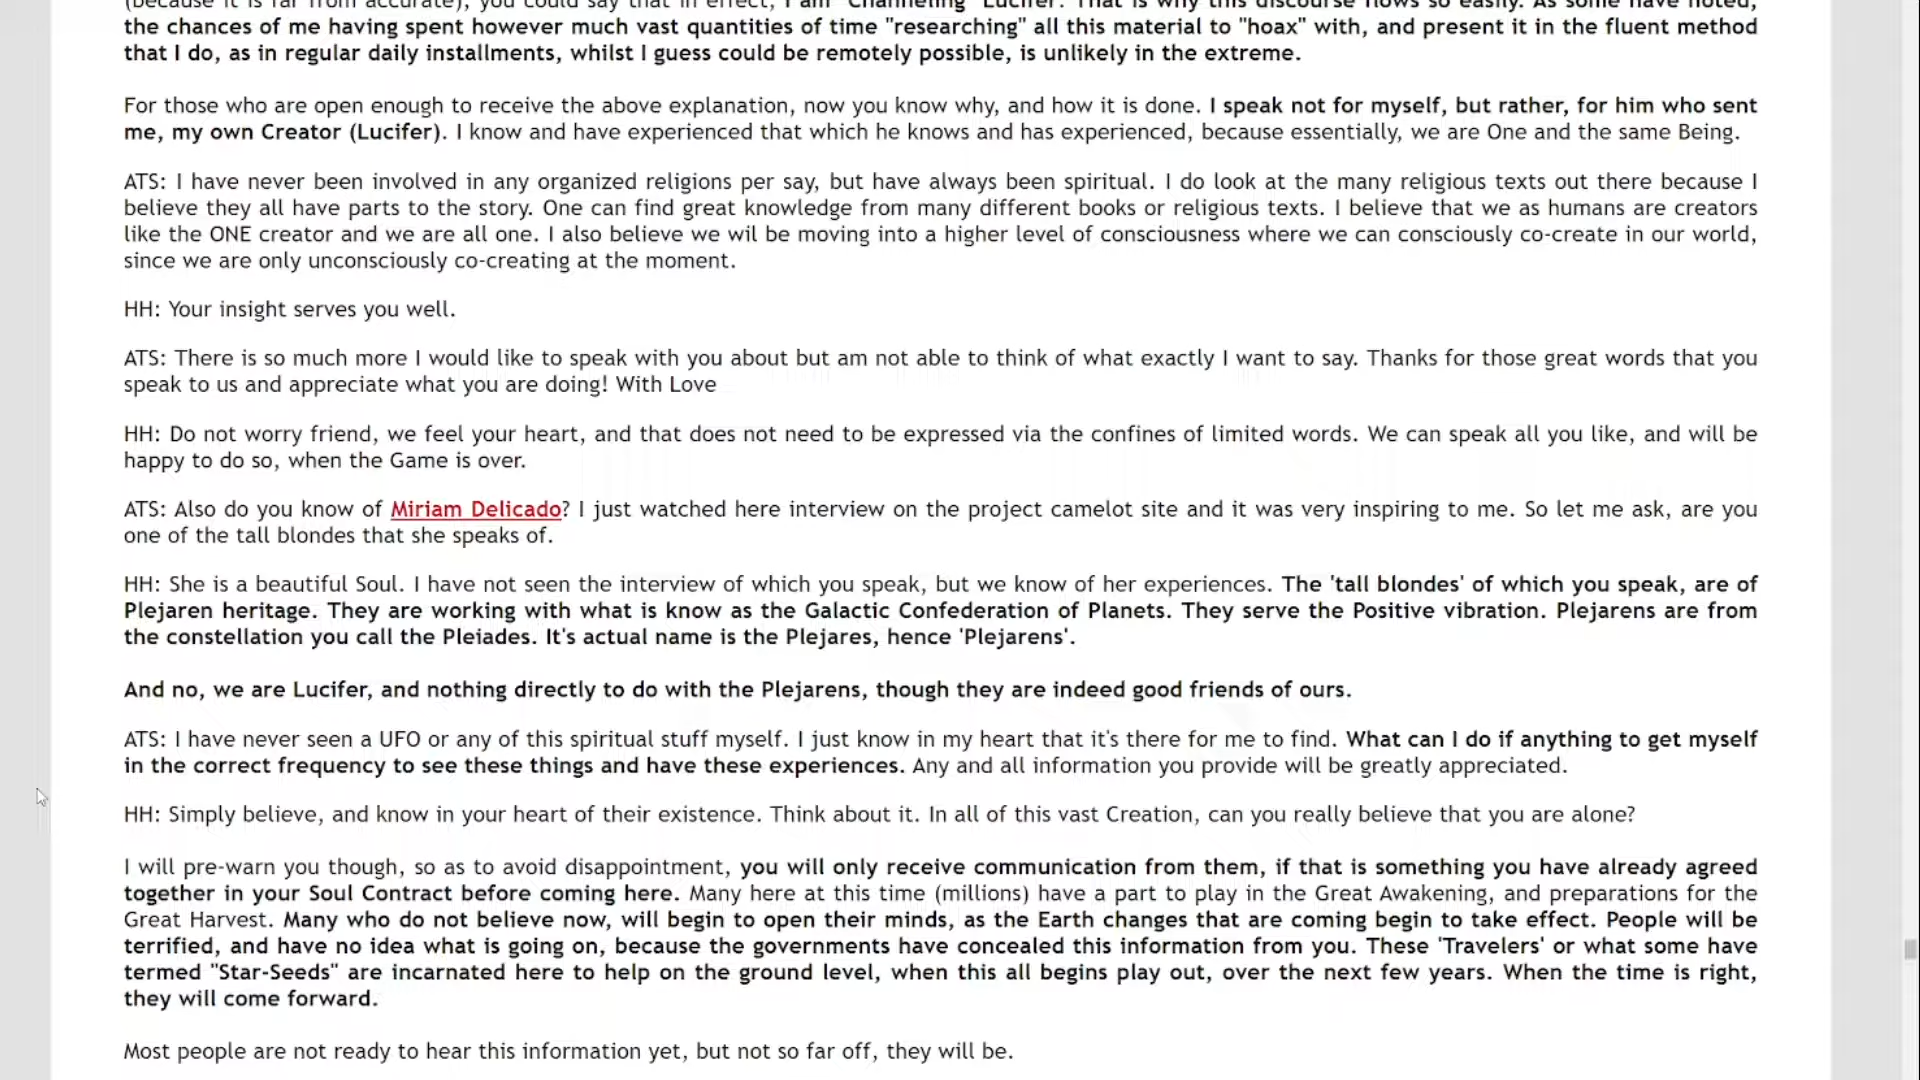 (because it is far from accurate), you could say that in effect, I am "Channeling" Lucifer. That is why this discourse flows so easily. As some have noted,
the chances of me having spent however much vast quantities of time "researching" all this material to "hoax" with, and present it in the fluent method
that I do, as in regular daily installments, whilst I guess could be remotely possible, is unlikely in the extreme.
For those who are open enough to receive the above explanation, now you know why, and how it is done. I speak not for myself, but rather, for him who sent
me, my own Creator (Lucifer). I know and have experienced that which he knows and has experienced, because essentially, we are One and the same Being.
ATS: I have never been involved in any organized religions per say, but have always been spiritual. I do look at the many religious texts out there because I
believe they all have parts to the story. One can find great knowledge from many different books or religious texts. I believe that we as humans are creators
like the ONE creator and we are all one. I also believe we wil be moving into a higher level of consciousness where we can consciously co-create in our world,
since we are only unconsciously co-creating at the moment.
HH: Your insight serves you well.
ATS: There is so much more I would like to speak with you about but am not able to think of what exactly I want to say. Thanks for those great words that you
speak to us and appreciate what you are doing! With Love
HH: Do not worry friend, we feel your heart, and that does not need to be expressed via the confines of limited words. We can speak all you like, and will be
happy to do so, when the Game is over.
ATS: Also do you know of Miriam Delicado? I just watched here interview on the project camelot site and it was very inspiring to me. So let me ask, are you
one of the tall blondes that she speaks of.
HH: She is a beautiful Soul. I have not seen the interview of which you speak, but we know of her experiences. The 'tall blondes' of which you speak, are of
Plejaren heritage. They are working with what is know as the Galactic Confederation of Planets. They serve the Positive vibration. Plejarens are from
the constellation you call the Pleiades. It's actual name is the Plejares, hence 'Plejarens'.
And no, we are Lucifer, and nothing directly to do with the Plejarens, though they are indeed good friends of ours.
ATS: I have never seen a UFO or any of this spiritual stuff myself. I just know in my heart that it's there for me to find. What can I do if anything to get myself
in the correct frequency to see these things and have these experiences. Any and all information you provide will be greatly appreciated.
HH: Simply believe, and know in your heart of their existence. Think about it. In all of this vast Creation, can you really believe that you are alone?
I will pre-warn you though, so as to avoid disappointment, you will only receive communication from them, if that is something you have already agreed
together in your Soul Contract before coming here. Many here at this time (millions) have a part to play in the Great Awakening, and preparations for the
Great Harvest. Many who do not believe now, will begin to open their minds, as the Earth changes that are coming begin to take effect. People will be
terrified, and have no idea what is going on, because the governments have concealed this information from you. These 'Travelers' or what some have
termed "Star-Seeds" are incarnated here to help on the ground level, when this all begins play out, over the next few years. When the time is right,
they will come forward.
Most people are not ready to hear this information yet, but not so far off, they will be.